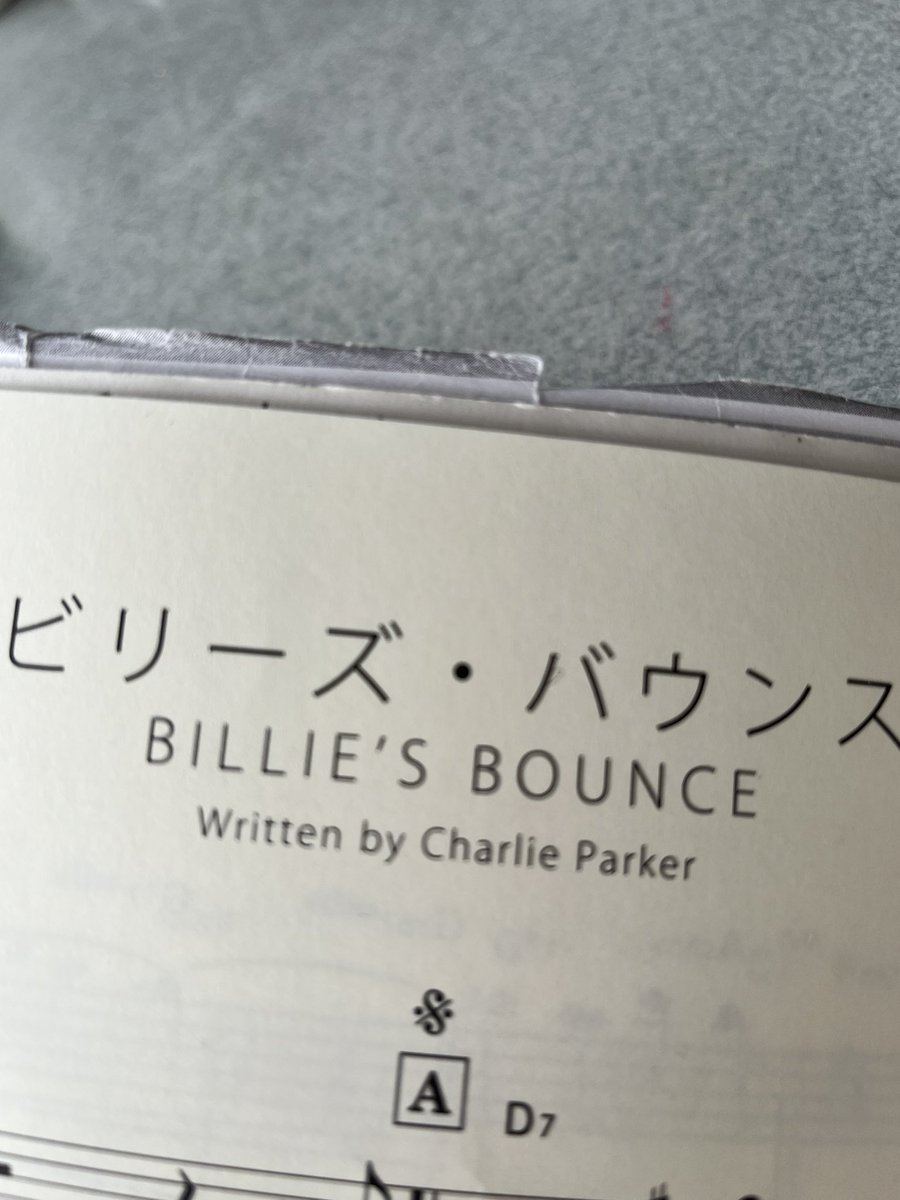 ビリーズ・バウンス
BILLIE'S BOUNCE
Written by Charlie Parker
A D7